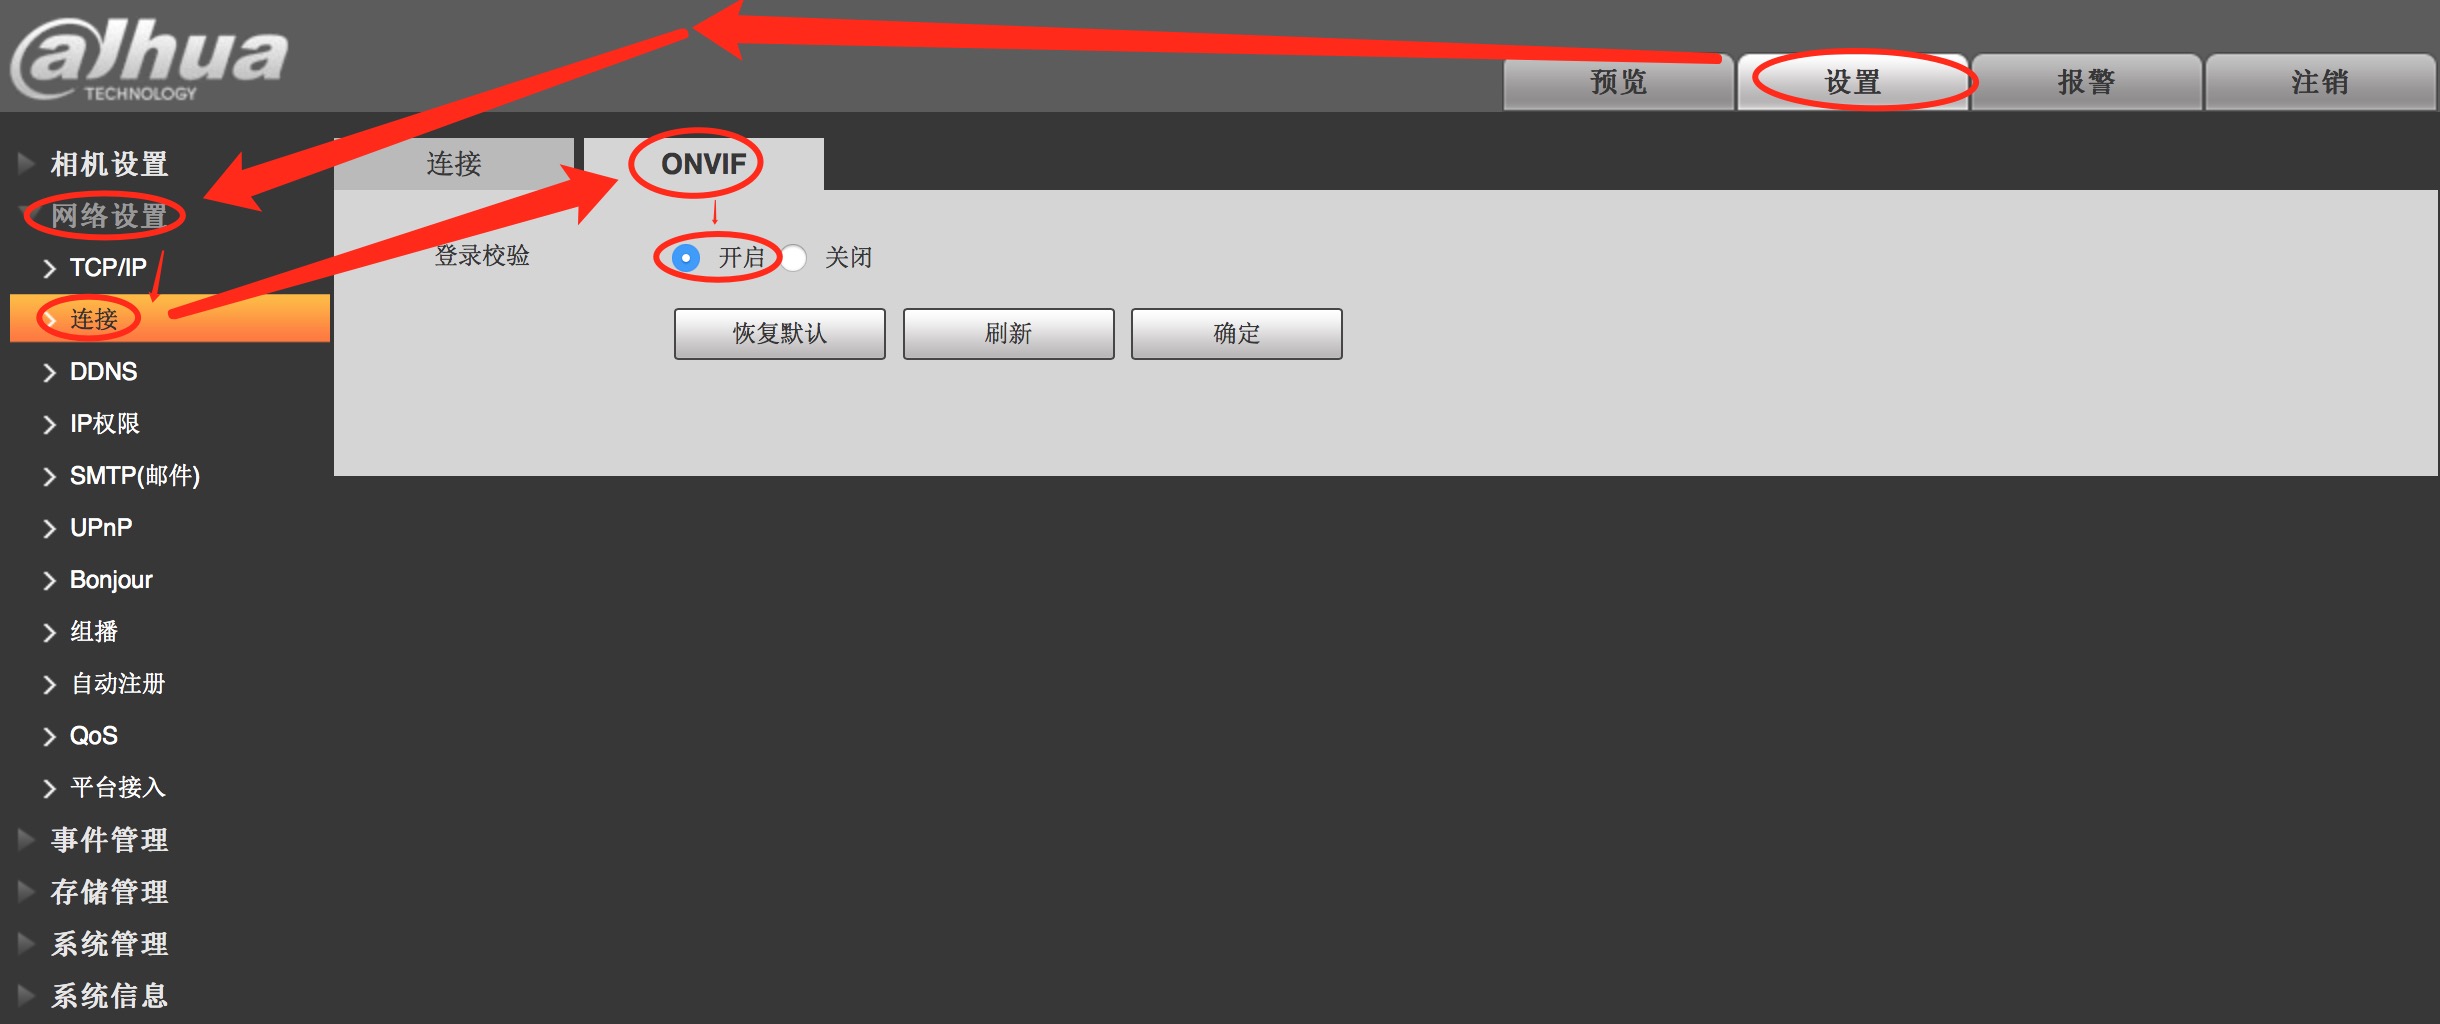 alhua
TECHNOLOGY
预览
设置
报警
注销
相机设置
网络设置
TCP/IP
连接
DDNS
IP权限
SMTP(邮件)
UPnP
Bonjour
组播
自动注册
QoS
平台接入
事件管理
存储管理
系统管理
系统信息
连接
ONVIF
登录校验
开启
关闭
恢复默认
刷新
确定